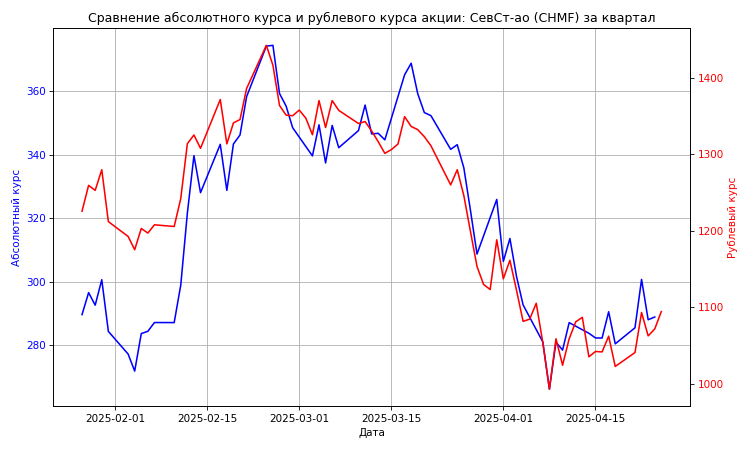 Сравнение абсолютного курса и рублевого курса акции: СевСт-ао (CHMF) за квартал
Абсолютный курс
360
340
320
300
280
1400
1300
1200
1100
1000
Рублевый курс
2025-02-01 2025-02-15 2025-03-01 2025-03-15 2025-04-01 2025-04-15
Дата